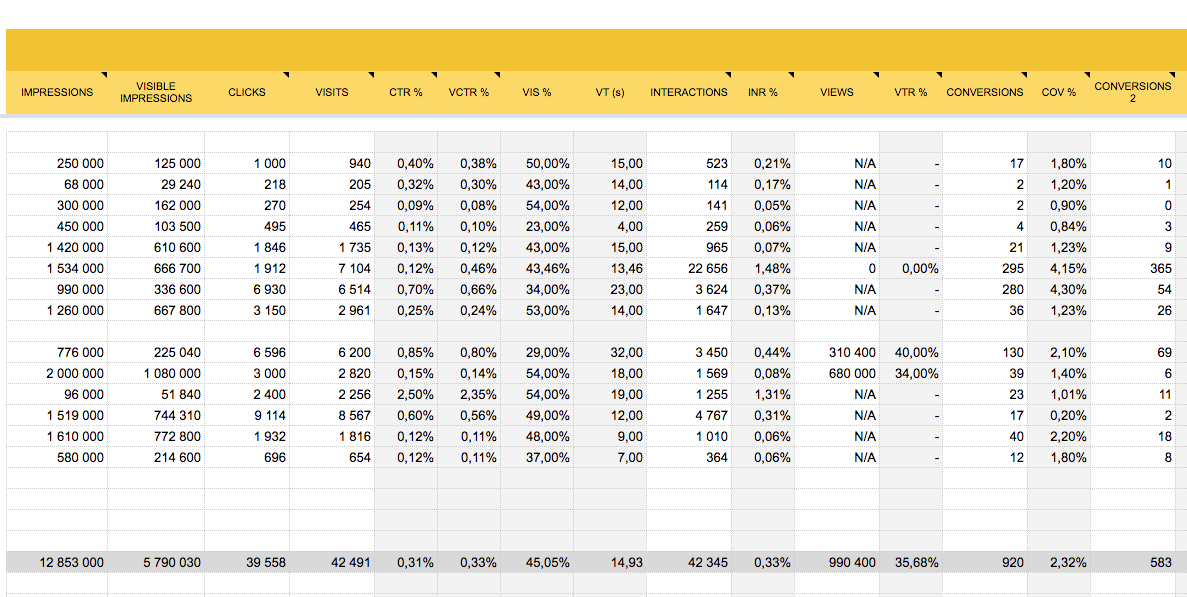 IMPRESSIONS VISIBLE IMPRESSIONS CLICKS VISITS CTR % VCTR % VIS % VT (s) INTERACTIONS INR % VIEWS VTR % CONVERSIONS COV % CONVERSIONS 2
250 000 125 000 1 000 940 0,40% 0,38% 50,00% 15,00 523 0,21% N/A - 17 1,80% 10
68 000 29 240 218 205 0,32% 0,30% 43,00% 14,00 114 0,17% N/A - 2 1,20% 1
300 000 162 000 270 254 0,09% 0,08% 54,00% 12,00 141 0,05% N/A - 2 0,90% 0
450 000 103 500 495 465 0,11% 0,10% 23,00% 4,00 259 0,06% N/A - 4 0,84% 3
1 420 000 610 600 1 846 1 735 0,13% 0,12% 43,00% 15,00 965 0,07% N/A - 21 1,23% 9
1 534 000 666 700 1 912 7 104 0,12% 0,46% 43,46% 13,46 22 656 1,48% 0 0,00% 295 4,15% 365
990 000 336 600 6 930 6 514 0,70% 0,66% 34,00% 23,00 3 624 0,37% N/A - 280 4,30% 54
1 260 000 667 800 3 150 2 961 0,25% 0,24% 53,00% 14,00 1 647 0,13% N/A - 36 1,23% 26
776 000 225 040 6 596 6 200 0,85% 0,80% 29,00% 32,00 3 450 0,44% 310 400 40,00% 130 2,10% 69
2 000 000 1 080 000 3 000 2 820 0,15% 0,14% 54,00% 18,00 1 569 0,08% 680 000 34,00% 39 1,40% 6
96 000 51 840 2 400 2 256 2,50% 2,35% 54,00% 19,00 1 255 1,31% N/A - 23 1,01% 11
1 519 000 744 310 9 114 8 567 0,60% 0,56% 49,00% 12,00 4 767 0,31% N/A - 17 0,20% 2
1 610 000 772 800 1 932 1 816 0,12% 0,11% 48,00% 9,00 1 010 0,06% N/A - 40 2,20% 18
580 000 214 600 696 654 0,12% 0,11% 37,00% 7,00 364 0,06% N/A - 12 1,80% 8
12 853 000 5 790 030 39 558 42 491 0,31% 0,33% 45,05% 14,93 42 345 0,33% 990 400 35,68% 920 2,32% 583